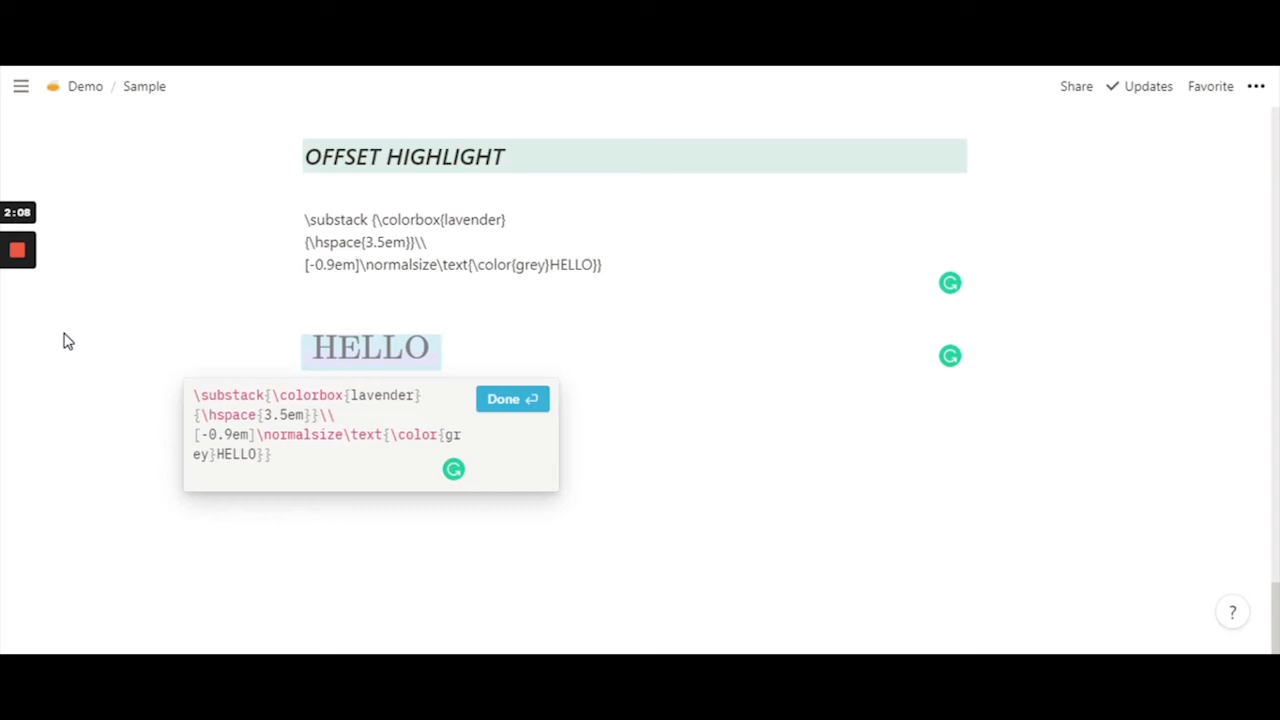 Demo / Sample
Share ✓ Updates Favorite •••
OFFSET HIGHLIGHT
2:08
\substack {\colorbox{lavender}
{\hspace{3.5em}}\\
[-0.9em]\normalsize\text{\color{grey}HELLO}}
HELLO
\substack{\colorbox{lavender}
{\hspace{3.5em}}\\
[-0.9em]\normalsize\text{\color{gr
ey}HELLO}}
Done ⏎
?